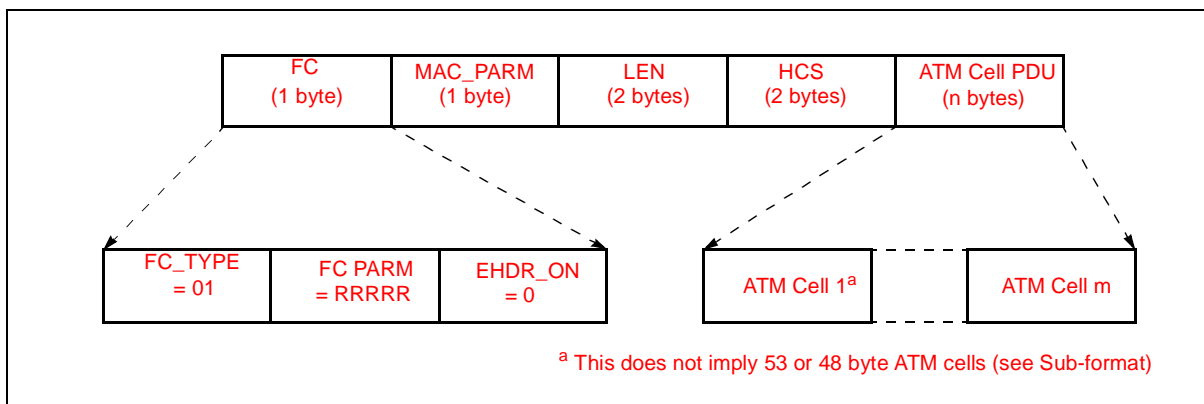 FC
(1 byte)
MAC_PARM
(1 byte)
LEN
(2 bytes)
HCS
(2 bytes)
ATM Cell PDU
(n bytes)
FC_TYPE
= 01
FC PARM
= RRRRR
EHDR_ON
= 0
ATM Cell 1a
ATM Cell m
a This does not imply 53 or 48 byte ATM cells (see Sub-format)